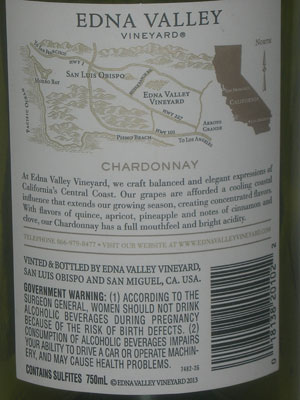 EDNA VALLEY
VINEYARD®
NORTH
MORRO BAY
SAN LUIS OBISPO
EDNA VALLEY
VINEYARD
CALIFORNIA
HWY 227
HWY 101
ARROYO
GRANDE
PISMO BEACH
TO LOS ANGELES
CHARDONNAY
At Edna Valley Vineyard, we craft balanced and elegant expressions of
California's Central Coast. Our grapes are afforded a cooling coastal
influence that extends our growing season, creating concentrated flavors.
With flavors of quince, apricot, pineapple and notes of cinnamon and
clove, our Chardonnay has a full mouthfeel and bright acidity.
TELEPHONE 866-979-8477 • VISIT OUR WEBSITE AT WWW.EDNAVALLEYVINEYARD.COM
VINTED & BOTTLED BY EDNA VALLEY VINEYARD,
SAN LUIS OBISPO AND SAN MIGUEL, CA. USA.
GOVERNMENT WARNING: (1) ACCORDING TO THE
SURGEON GENERAL, WOMEN SHOULD NOT DRINK
ALCOHOLIC BEVERAGES DURING PREGNANCY
BECAUSE OF THE RISK OF BIRTH DEFECTS. (2)
CONSUMPTION OF ALCOHOLIC BEVERAGES IMPAIRS
YOUR ABILITY TO DRIVE A CAR OR OPERATE MACHIN-
ERY, AND MAY CAUSE HEALTH PROBLEMS.
CONTAINS SULFITES 750mL
© EDNA VALLEY VINEYARD 2013